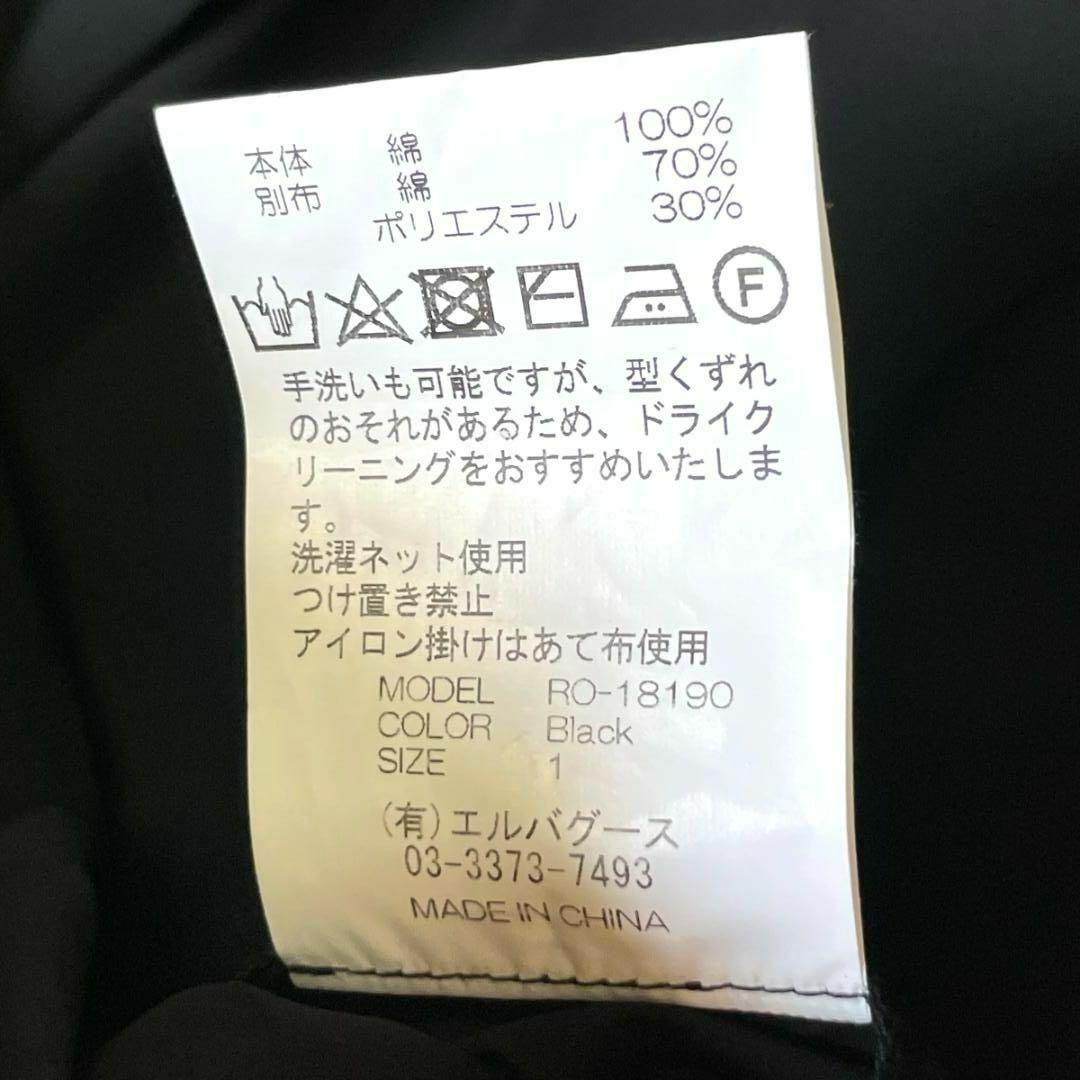 本体 綿 100%
別布 綿 70%
ポリエステル 30%
F
手洗いも可能ですが、型くずれ
のおそれがあるため、ドライク
リーニングをおすすめいたしま
す。
洗濯ネット使用
つけ置き禁止
アイロン掛けはあて布使用
MODEL RO-18190
COLOR Black
SIZE 1
(有)エルバグース
03-3373-7493
MADE IN CHINA